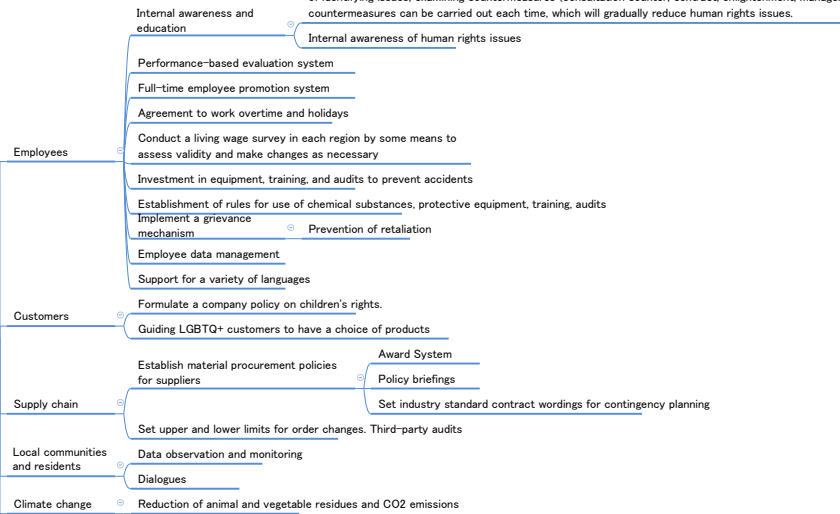 Internal awareness and
education
countermeasures can be carried out each time, which will gradually reduce human rights issues.
Internal awareness of human rights issues
Employees
Performance-based evaluation system
Full-time employee promotion system
Agreement to work overtime and holidays
Conduct a living wage survey in each region by some means to
assess validity and make changes as necessary
Investment in equipment, training, and audits to prevent accidents
Establishment of rules for use of chemical substances, protective equipment, training, audits
Implement a grievance
mechanism
Prevention of retaliation
Employee data management
Support for a variety of languages
Customers
Formulate a company policy on children's rights.
Guiding LGBTQ+ customers to have a choice of products
Supply chain
Establish material procurement policies
for suppliers
Award System
Policy briefings
Set industry standard contract wordings for contingency planning
Set upper and lower limits for order changes. Third-party audits
Local communities
and residents
Data observation and monitoring
Dialogues
Climate change
Reduction of animal and vegetable residues and CO2 emissions